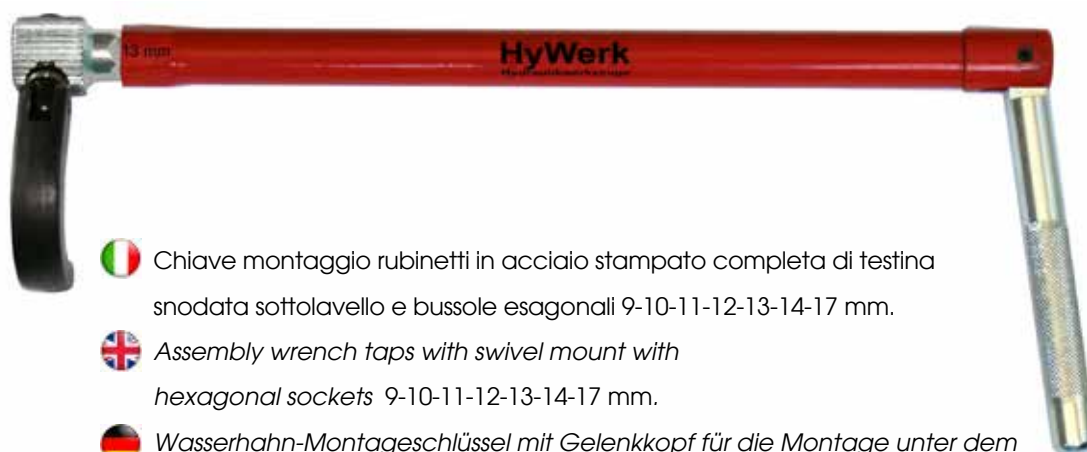 13 mm
HyWerk
Hydraulikwerkzeuge
Chiave montaggio rubinetti in acciaio stampato completa di testina
snodata sottolavello e bussole esagonali 9-10-11-12-13-14-17 mm.
Assembly wrench taps with swivel mount with
hexagonal sockets 9-10-11-12-13-14-17 mm.
Wasserhahn-Montageschlüssel mit Gelenkkopf für die Montage unter dem